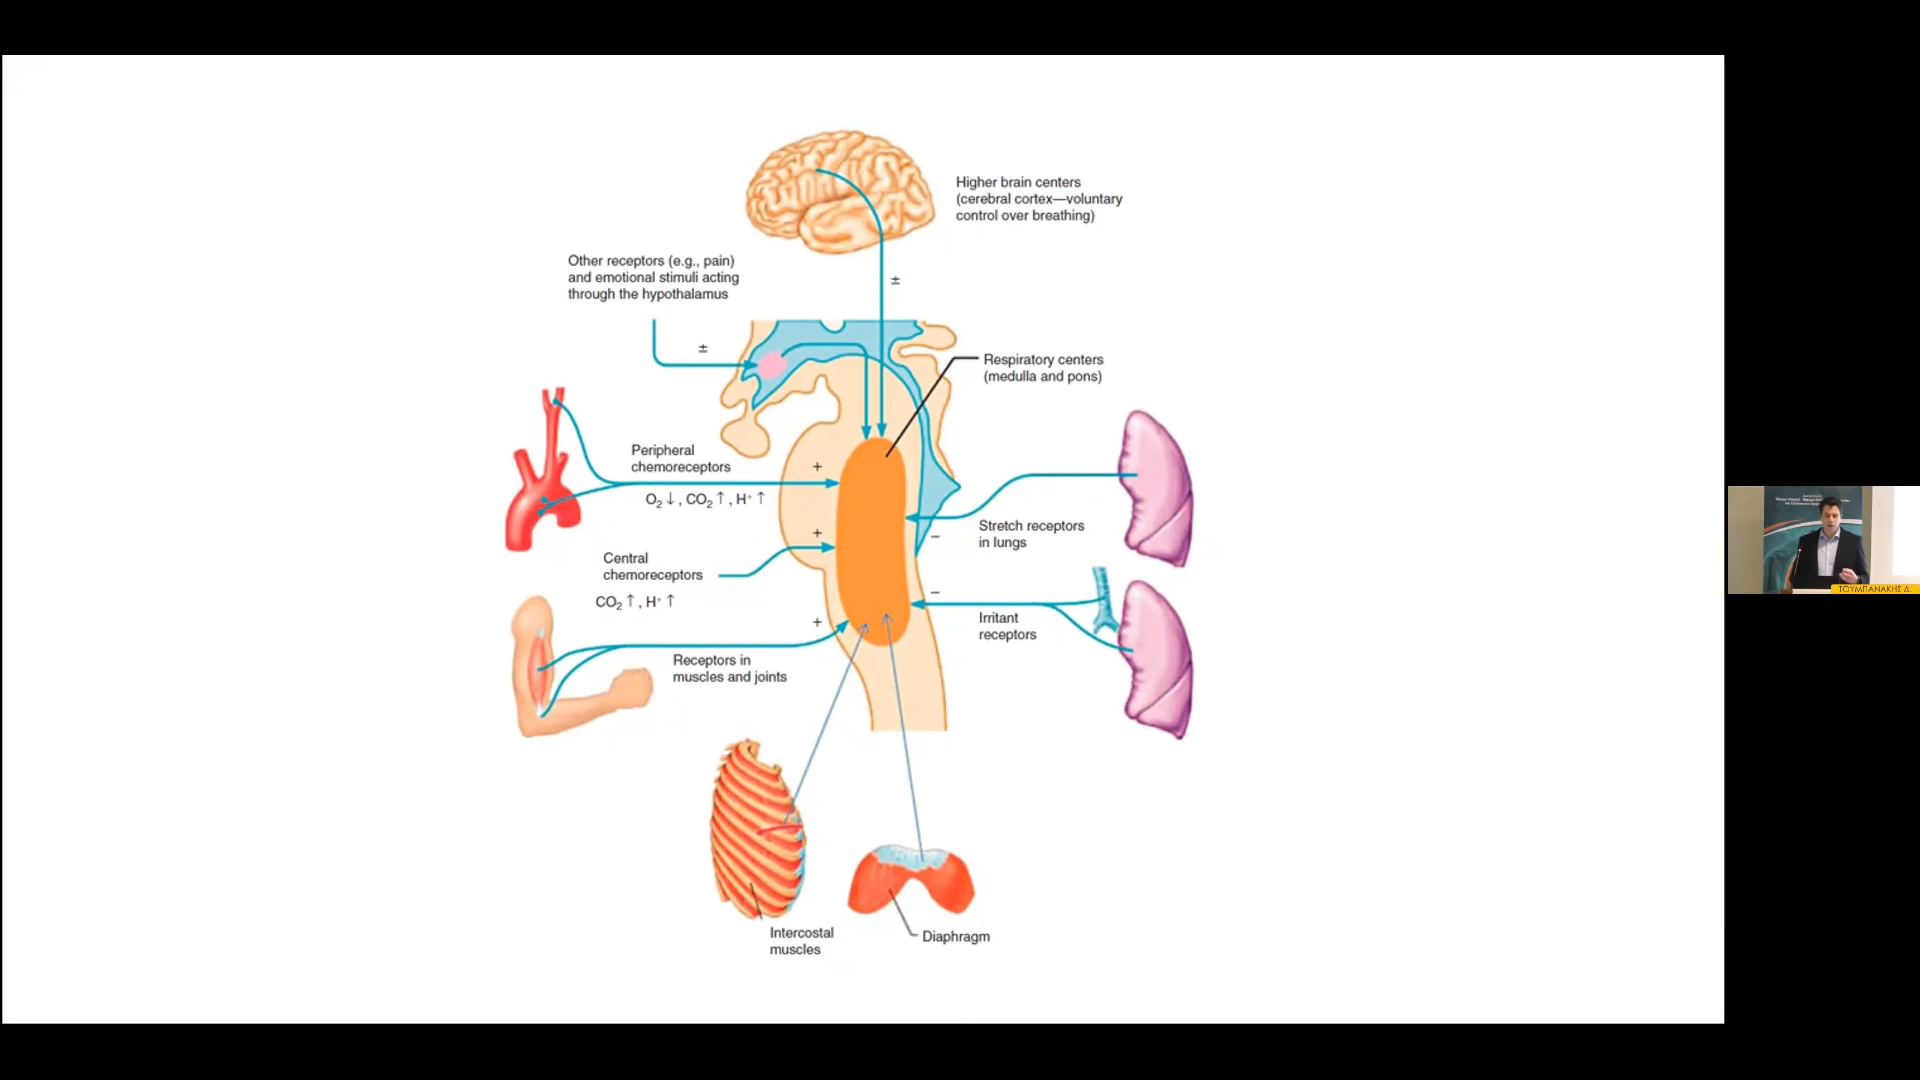 Higher brain centers
(cerebral cortex—voluntary
control over breathing)
Other receptors (e.g., pain)
and emotional stimuli acting
through the hypothalamus
±
±
Respiratory centers
(medulla and pons)
Peripheral
chemoreceptors
+
O₂ ↓, CO₂ ↑, H⁺ ↑
Stretch receptors
in lungs
−
Central
chemoreceptors
+
CO₂ ↑, H⁺ ↑
−
Irritant
receptors
+
Receptors in
muscles and joints
Intercostal
muscles
Diaphragm
ΤΟΥΜΠΑΝΑΚΗΣ Δ.